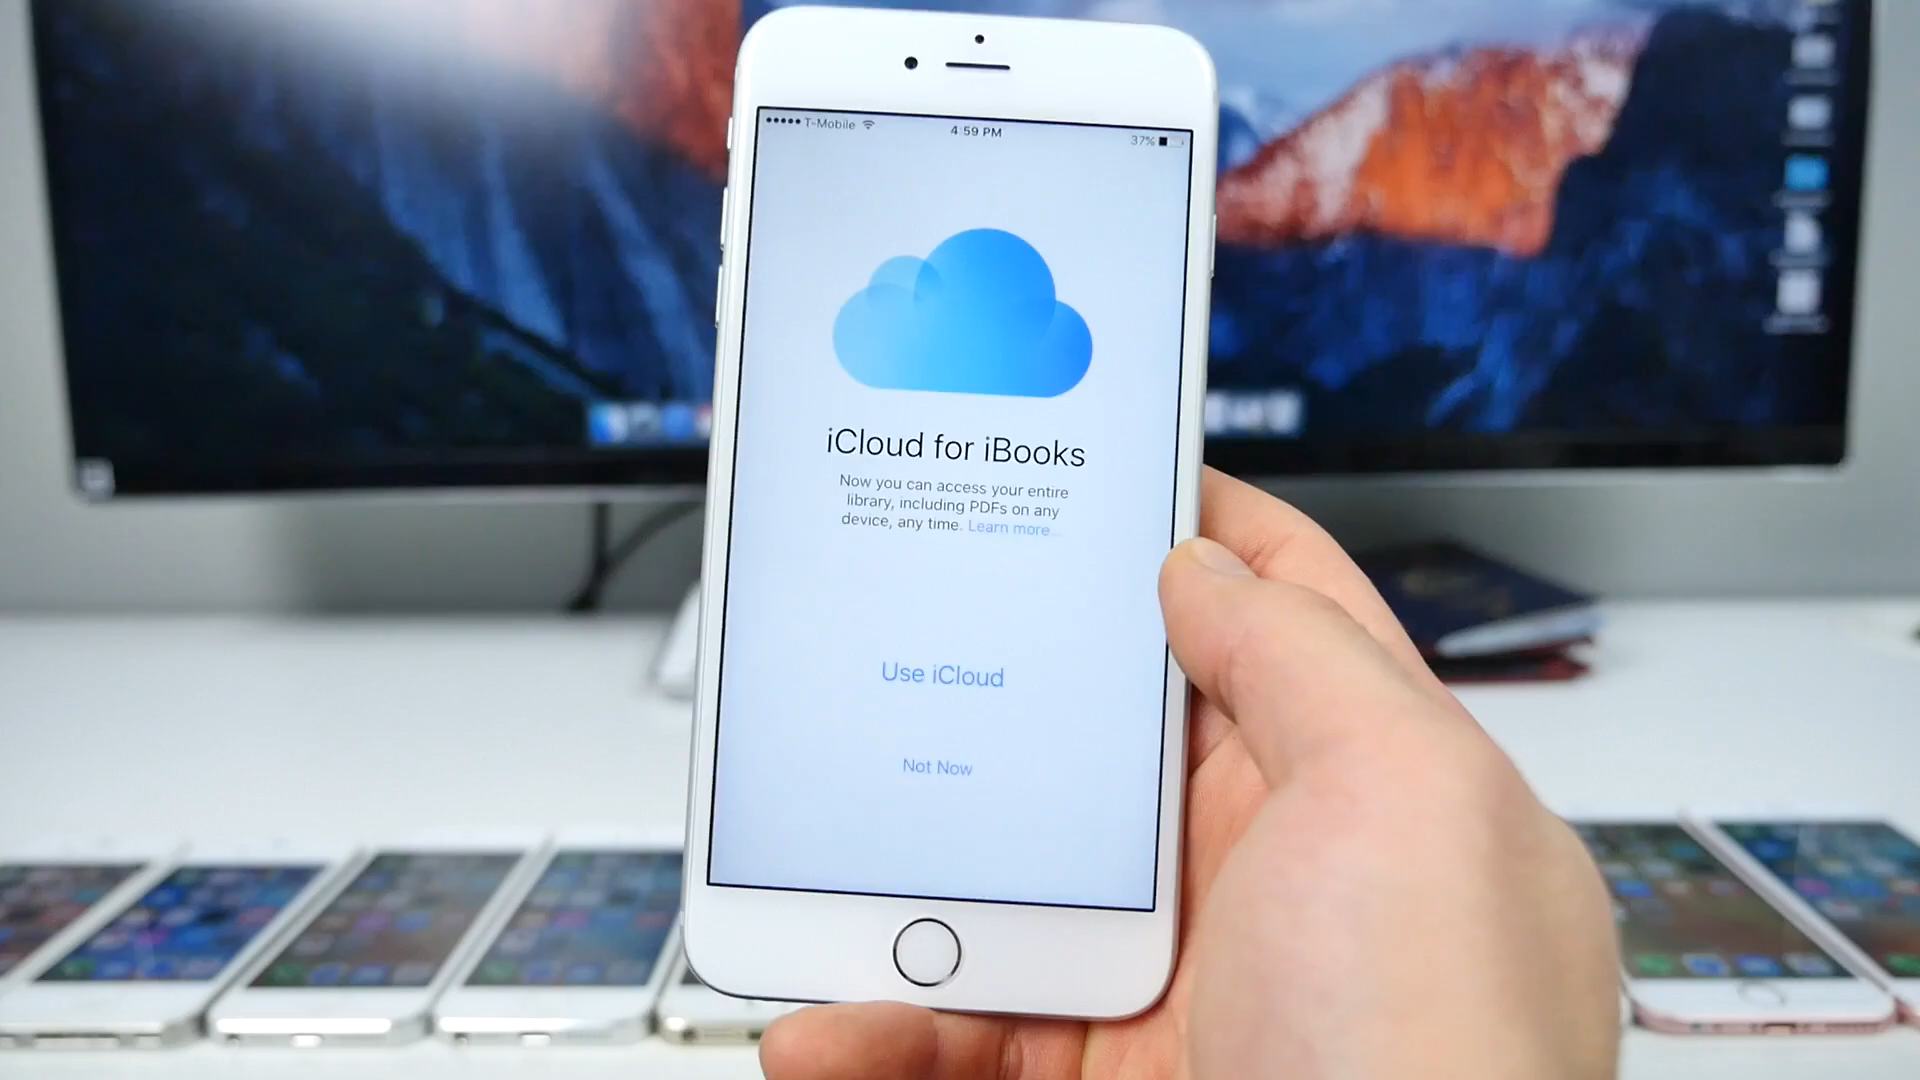 T-Mobile
4:59 PM
37%
iCloud for iBooks
Now you can access your entire
library, including PDFs on any
device, any time. Learn more...
Use iCloud
Not Now